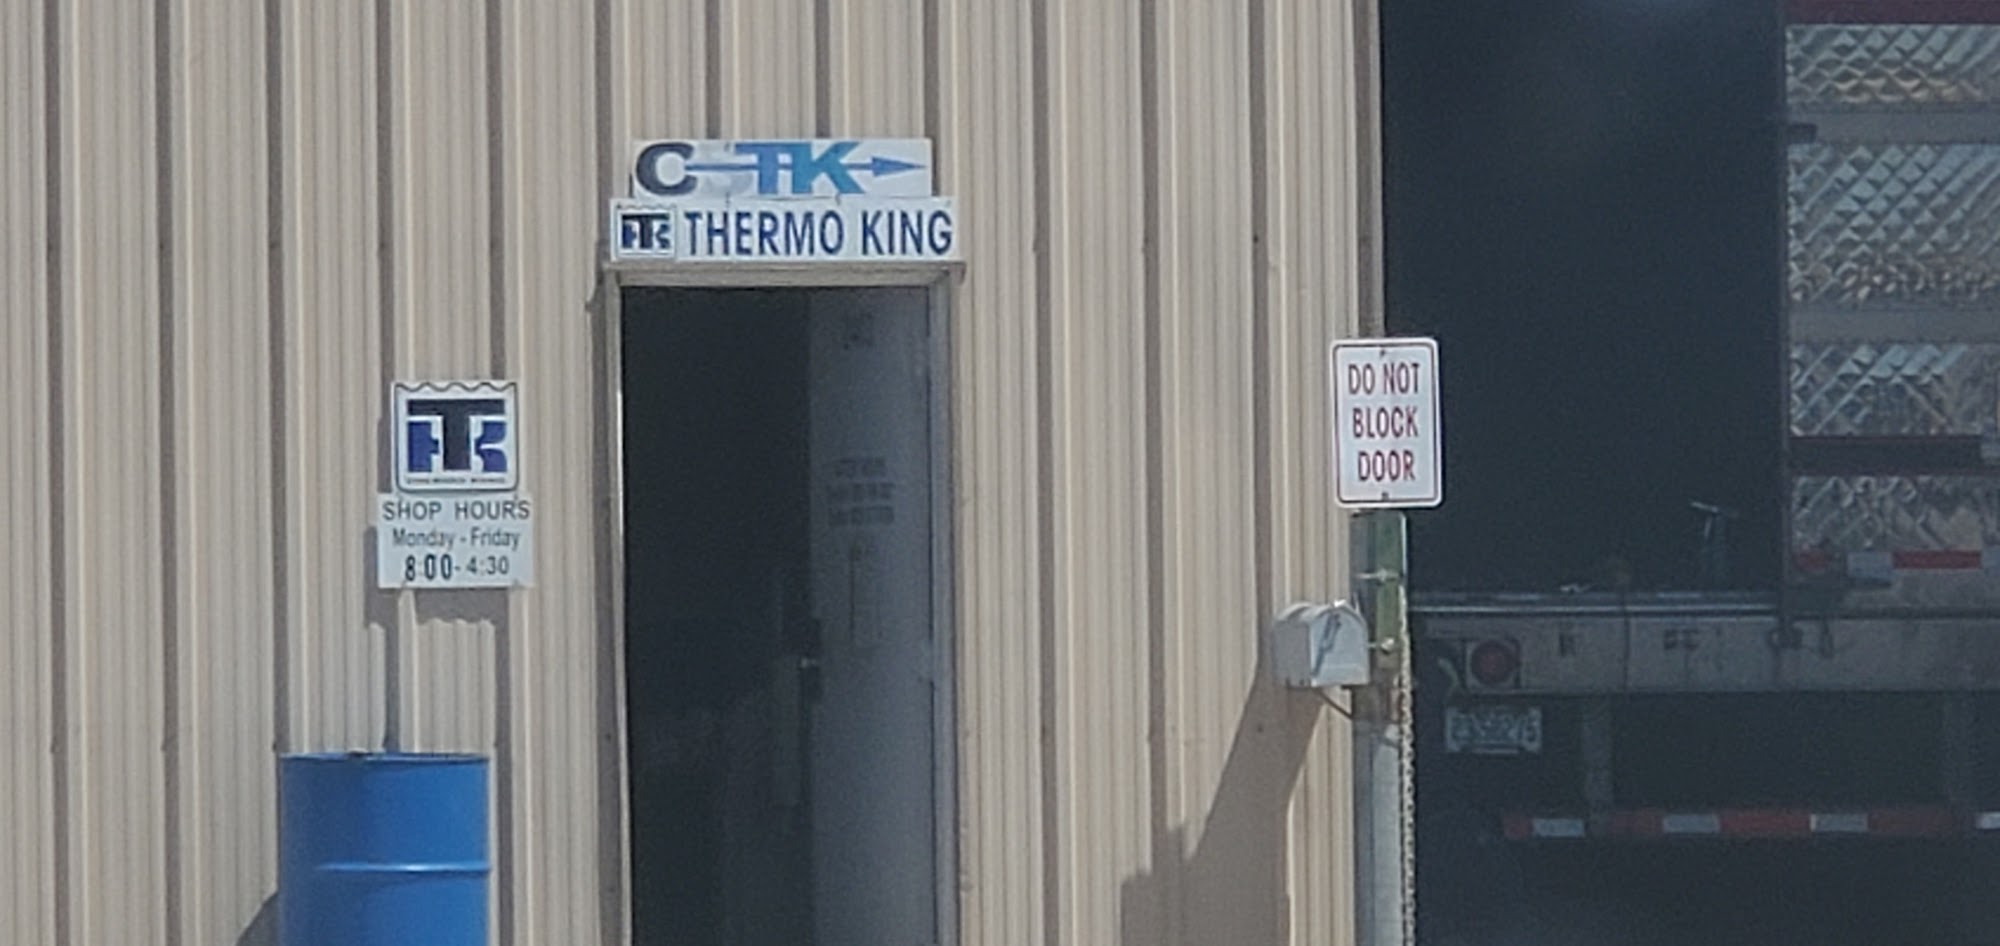 C TK
TK THERMO KING
TK
SHOP HOURS
Monday - Friday
8:00 - 4:30
DO NOT
BLOCK
DOOR